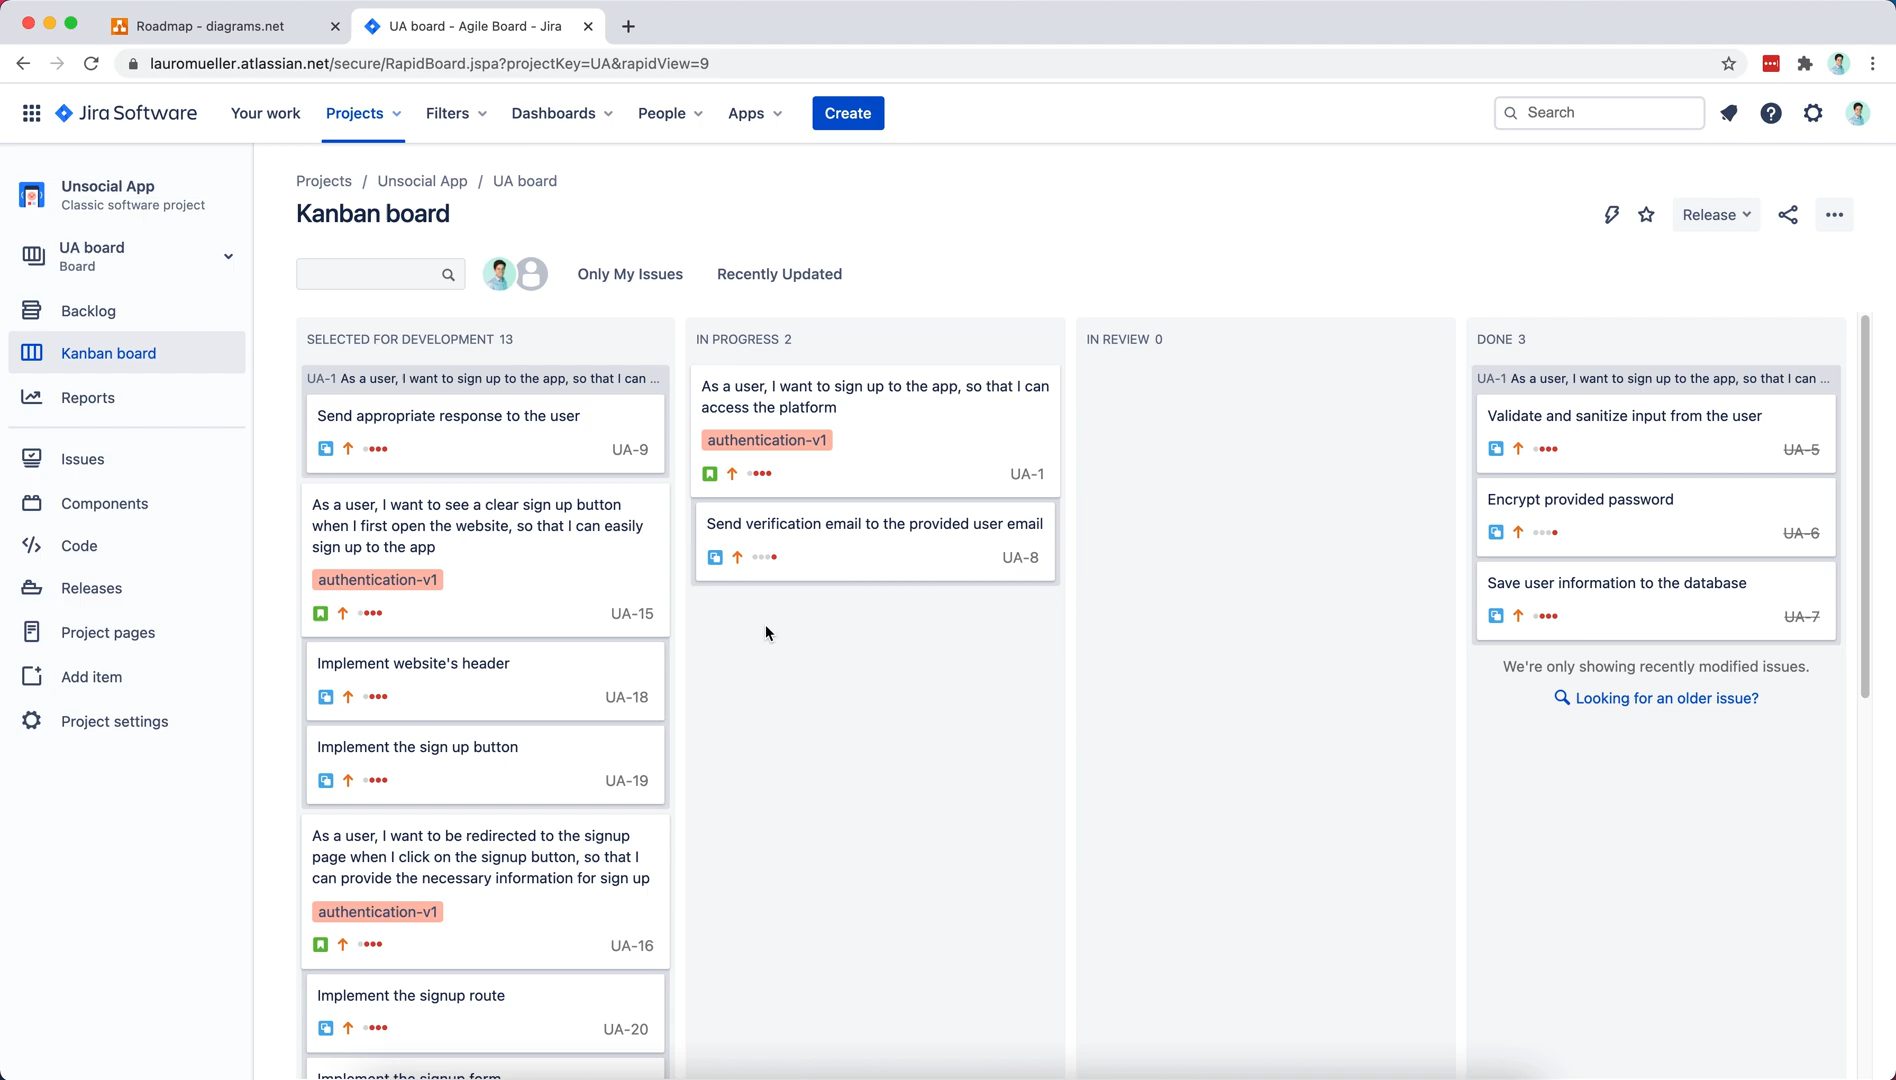 Roadmap - diagrams.net
UA board - Agile Board - Jira
lauromueller.atlassian.net/secure/RapidBoard.jspa?projectKey=UA&rapidView=9
Jira Software
Your work
Projects
Filters
Dashboards
People
Apps
Create
Search
Unsocial App
Classic software project
UA board
Board
Backlog
Kanban board
Reports
Issues
Components
Code
Releases
Project pages
Add item
Project settings
Projects / Unsocial App / UA board
Kanban board
Release
Only My Issues
Recently Updated
SELECTED FOR DEVELOPMENT 13
UA-1 As a user, I want to sign up to the app, so that I can ...
Send appropriate response to the user
UA-9
As a user, I want to see a clear sign up button
when I first open the website, so that I can easily
sign up to the app
authentication-v1
UA-15
Implement website's header
UA-18
Implement the sign up button
UA-19
As a user, I want to be redirected to the signup
page when I click on the signup button, so that I
can provide the necessary information for sign up
authentication-v1
UA-16
Implement the signup route
UA-20
Implement the signup form
IN PROGRESS 2
As a user, I want to sign up to the app, so that I can
access the platform
authentication-v1
UA-1
Send verification email to the provided user email
UA-8
IN REVIEW 0
DONE 3
UA-1 As a user, I want to sign up to the app, so that I can ...
Validate and sanitize input from the user
UA-5
Encrypt provided password
UA-6
Save user information to the database
UA-7
We're only showing recently modified issues.
Looking for an older issue?